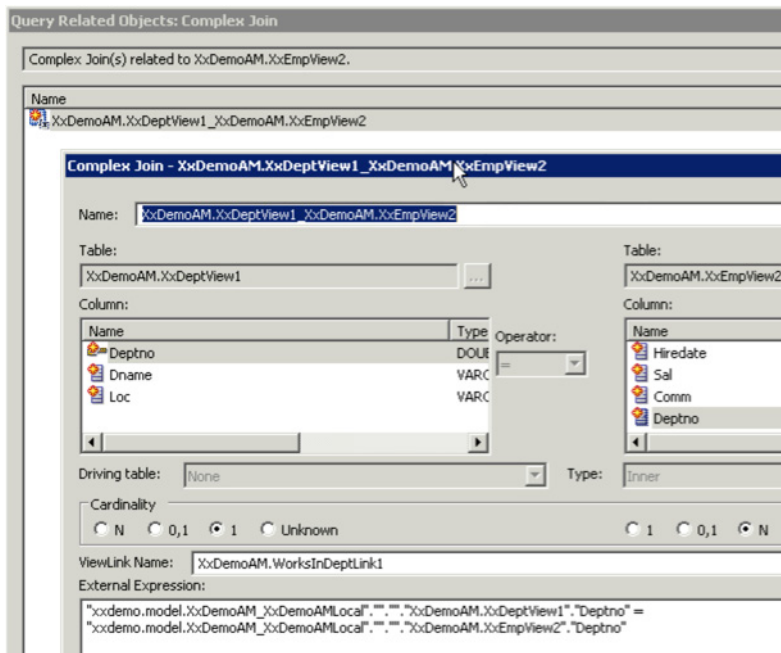 Query Related Objects: Complex Join
Complex Join(s) related to XxDemoAM.XxEmpView2.
Name
XxDemoAM.XxDeptView1_XxDemoAM.XxEmpView2
Complex Join - XxDemoAM.XxDeptView1_XxDemoAM.XxEmpView2
Name: XxDemoAM.XxDeptView1_XxDemoAM.XxEmpView2
Table: Table:
XxDemoAM.XxDeptView1 ... XxDemoAM.XxEmpView2
Column: Column:
Name Type Operator: Name
Deptno DOUE = Hiredate
Dname VARC Sal
Loc VARC Comm
Deptno
Driving table: None Type: Inner
Cardinality
N 0,1 1 Unknown 1 0,1 N
ViewLink Name: XxDemoAM.WorksInDeptLink1
External Expression:
"xxdemo.model.XxDemoAM_XxDemoAMLocal"."".""."XxDemoAM.XxDeptView1"."Deptno" =
"xxdemo.model.XxDemoAM_XxDemoAMLocal"."".""."XxDemoAM.XxEmpView2"."Deptno"